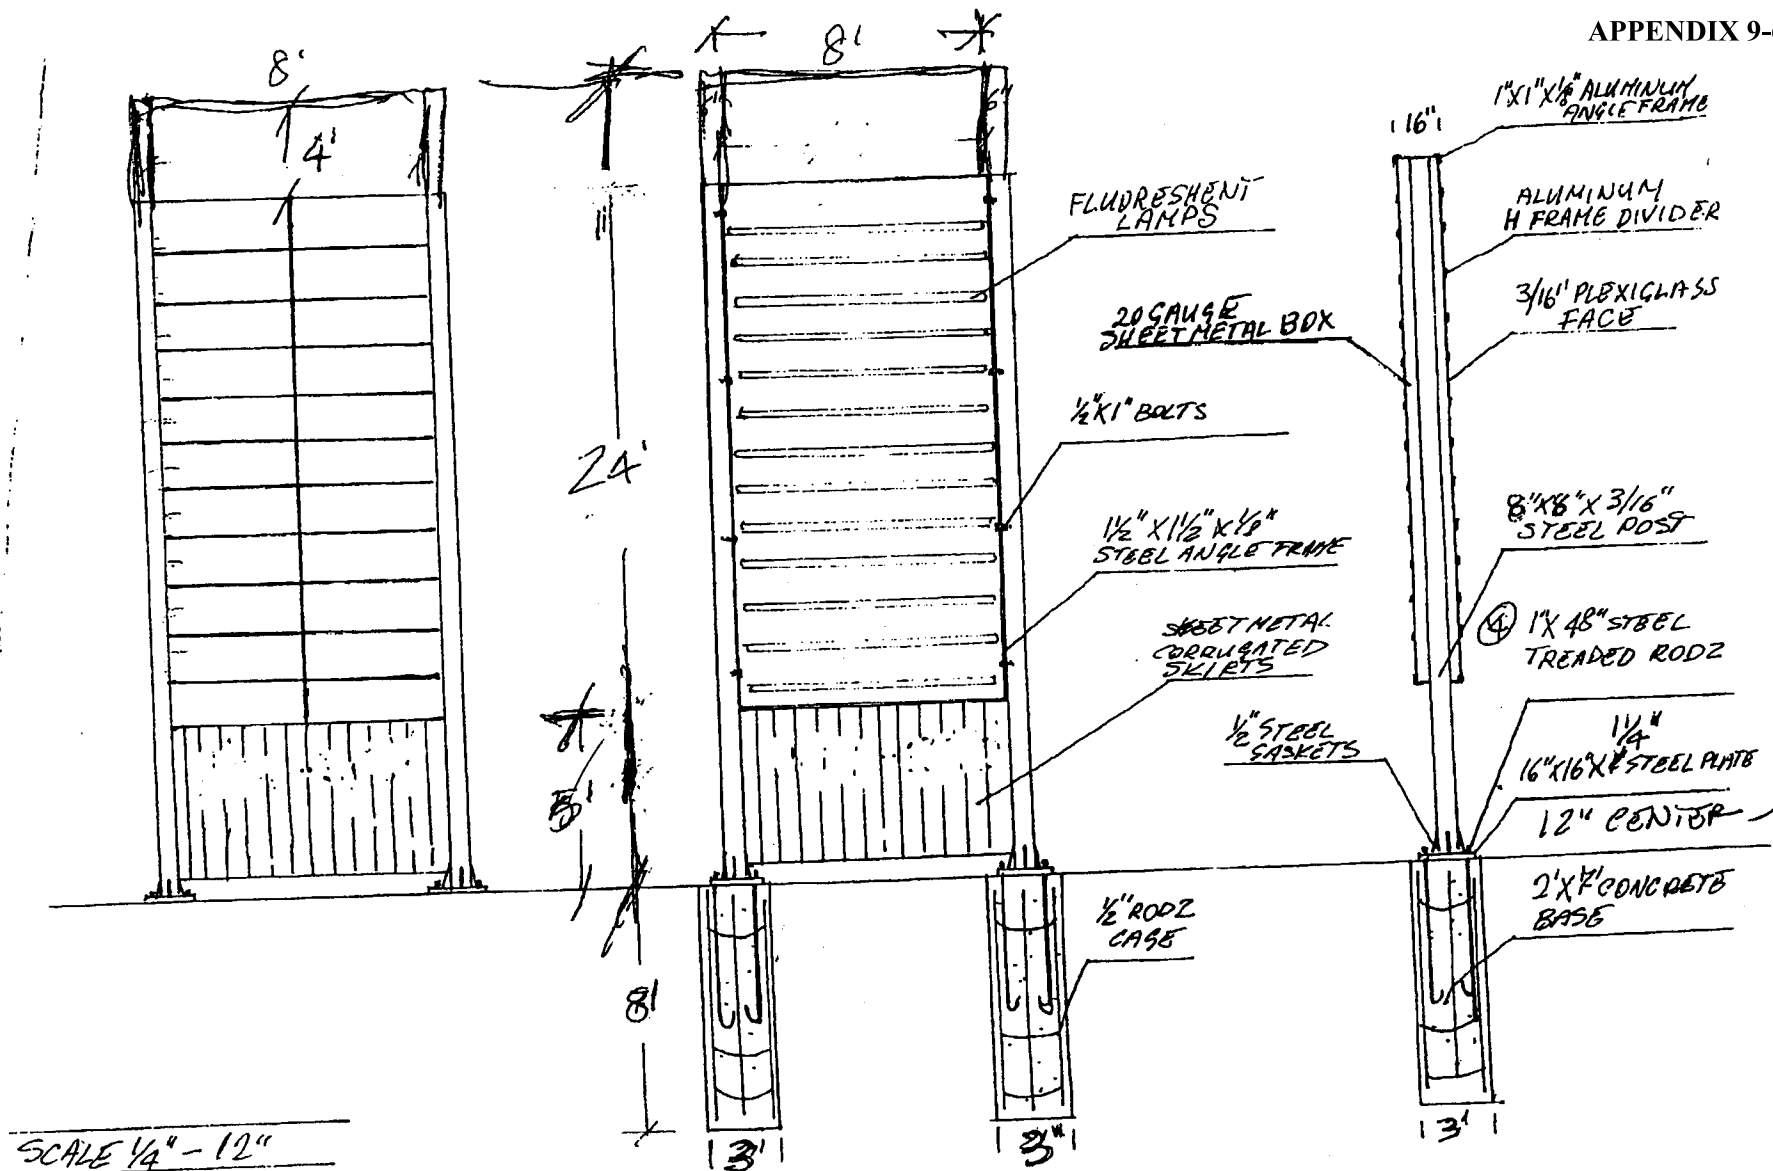 APPENDIX 9-
8'
8'
4'
1"X1"X1/8" ALUMINUM
ANGLE FRAME
16"
FLUORESHENT
LAMPS
ALUMINUM
H FRAME DIVIDER
20 GAUGE
SHEET METAL BOX
3/16" PLEXIGLASS
FACE
1/2"X1" BOLTS
24'
1 1/2" X 1 1/2" X 1/8"
STEEL ANGLE FRAME
8"X8" X 3/16"
STEEL POST
SHEET METAL
CORRUGATED
SKIRTS
4 1"X 48" STEEL
TREADED RODZ
1/2" STEEL
GASKETS
1 1/4"
16"X16"X STEEL PLATE
5'
12" CENTER
1/2" RODZ
CAGE
2'X7' CONCRETE
BASE
8'
3'
3"
3'
SCALE 1/4" - 12"